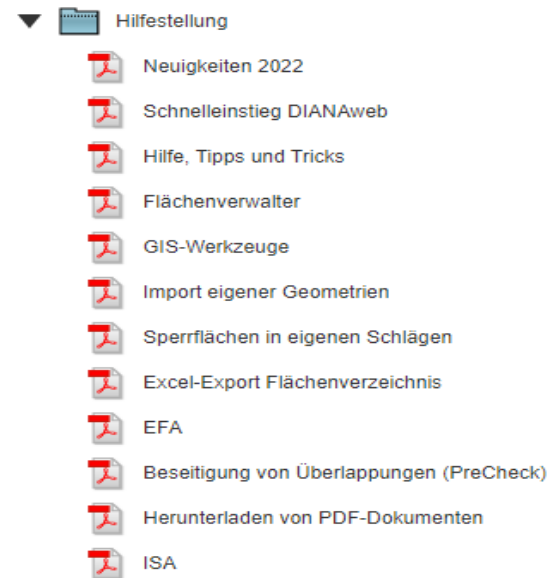 Hilfestellung
Neuigkeiten 2022
Schnelleinstieg DIANAweb
Hilfe, Tipps und Tricks
Flächenverwalter
GIS-Werkzeuge
Import eigener Geometrien
Sperrflächen in eigenen Schlägen
Excel-Export Flächenverzeichnis
EFA
Beseitigung von Überlappungen (PreCheck)
Herunterladen von PDF-Dokumenten
ISA